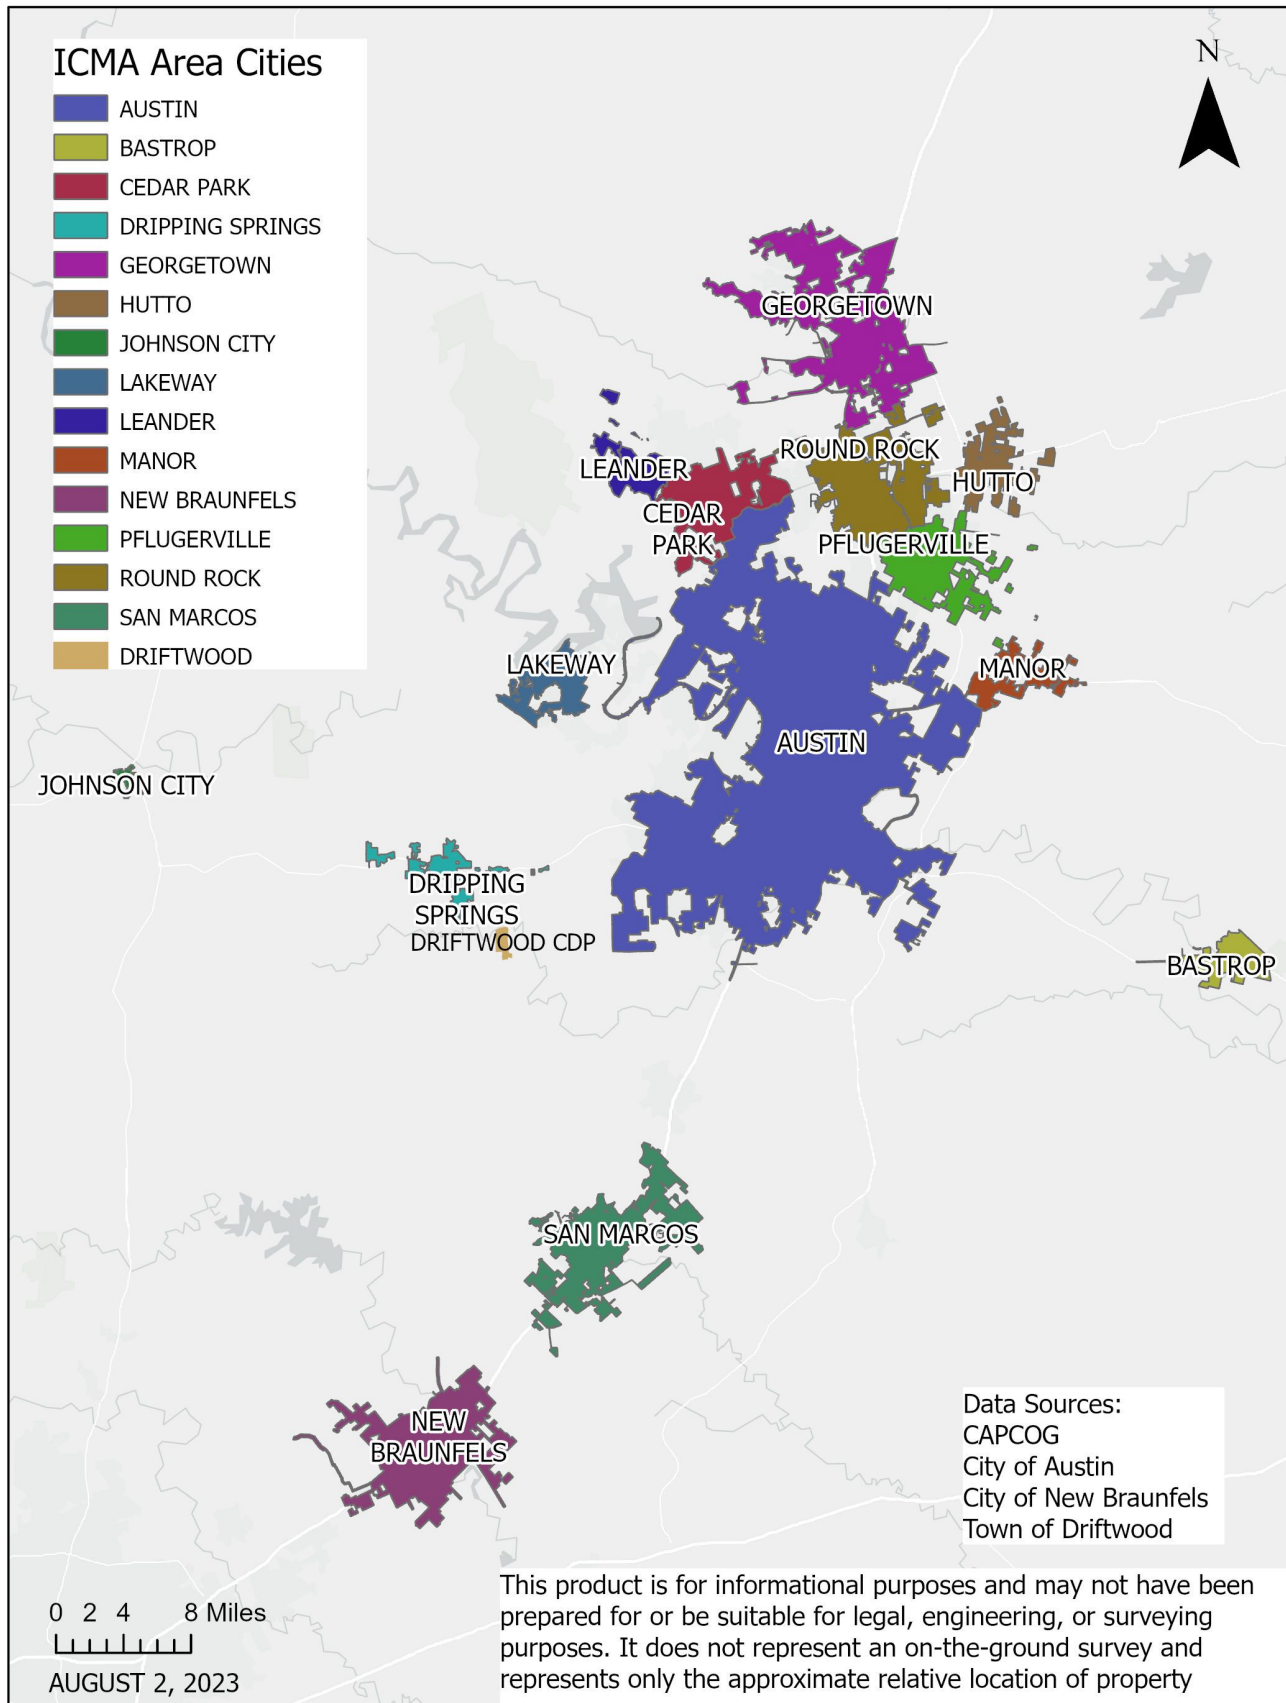 ICMA Area Cities
AUSTIN
BASTROP
CEDAR PARK
DRIPPING SPRINGS
GEORGETOWN
HUTTO
JOHNSON CITY
LAKEWAY
LEANDER
MANOR
NEW BRAUNFELS
PFLUGERVILLE
ROUND ROCK
SAN MARCOS
DRIFTWOOD
N
GEORGETOWN
ROUND ROCK
LEANDER
HUTTO
CEDAR
PARK
PFLUGERVILLE
LAKEWAY
MANOR
AUSTIN
JOHNSON CITY
DRIPPING
SPRINGS
DRIFTWOOD CDP
BASTROP
SAN MARCOS
NEW
BRAUNFELS
Data Sources:
CAPCOG
City of Austin
City of New Braunfels
Town of Driftwood
0 2 4 8 Miles
AUGUST 2, 2023
This product is for informational purposes and may not have been
prepared for or be suitable for legal, engineering, or surveying
purposes. It does not represent an on-the-ground survey and
represents only the approximate relative location of property